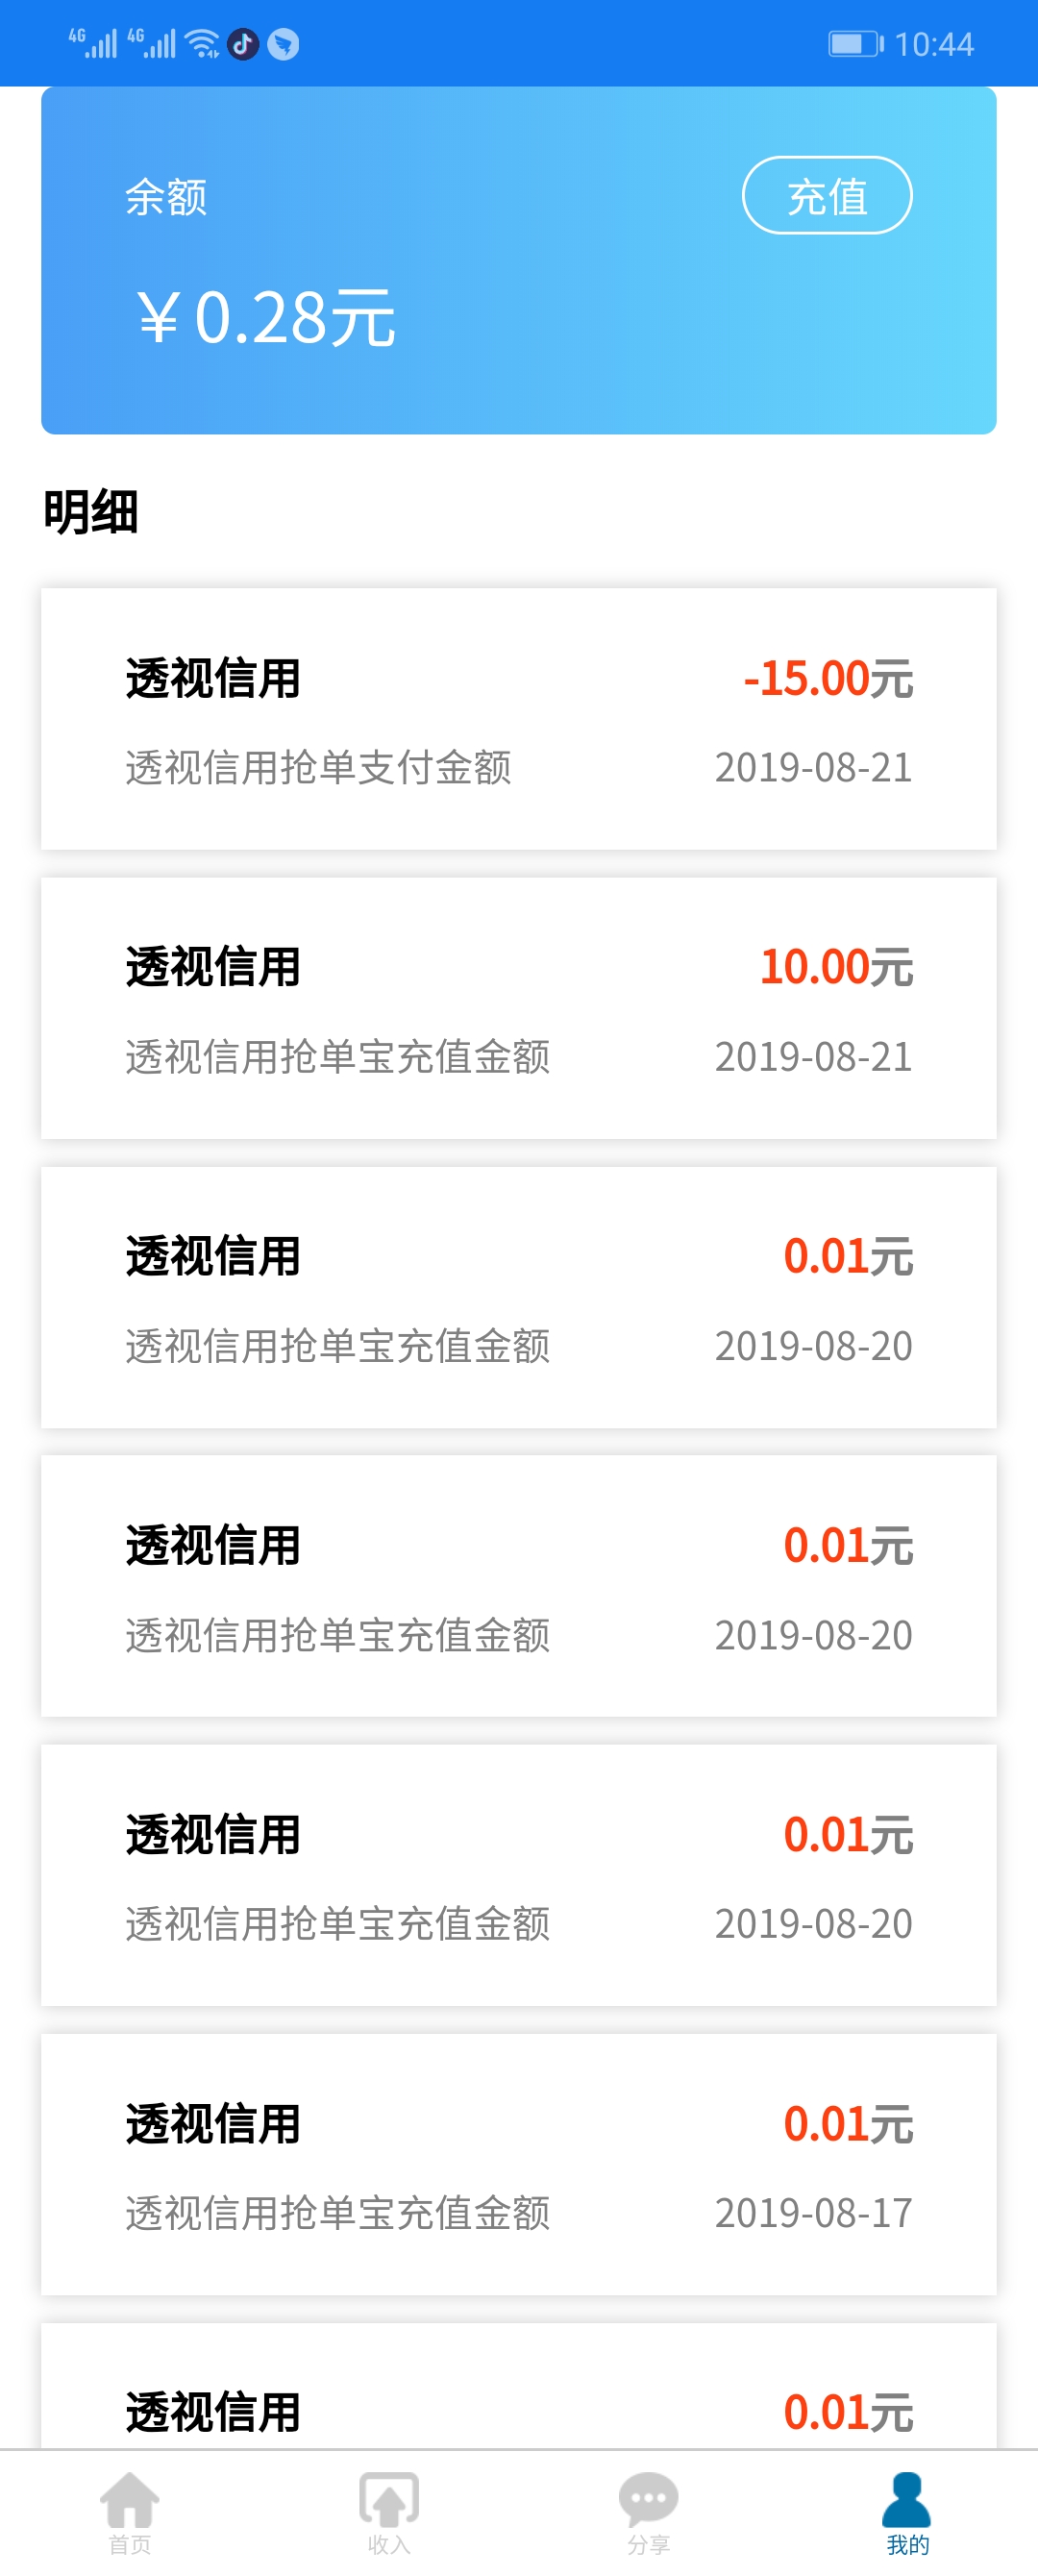 4G 4G 10:44
余额 充值
￥0.28元
明细
透视信用 -15.00元
透视信用抢单支付金额 2019-08-21
透视信用 10.00元
透视信用抢单宝充值金额 2019-08-21
透视信用 0.01元
透视信用抢单宝充值金额 2019-08-20
透视信用 0.01元
透视信用抢单宝充值金额 2019-08-20
透视信用 0.01元
透视信用抢单宝充值金额 2019-08-20
透视信用 0.01元
透视信用抢单宝充值金额 2019-08-17
透视信用 0.01元
首页 收入 分享 我的